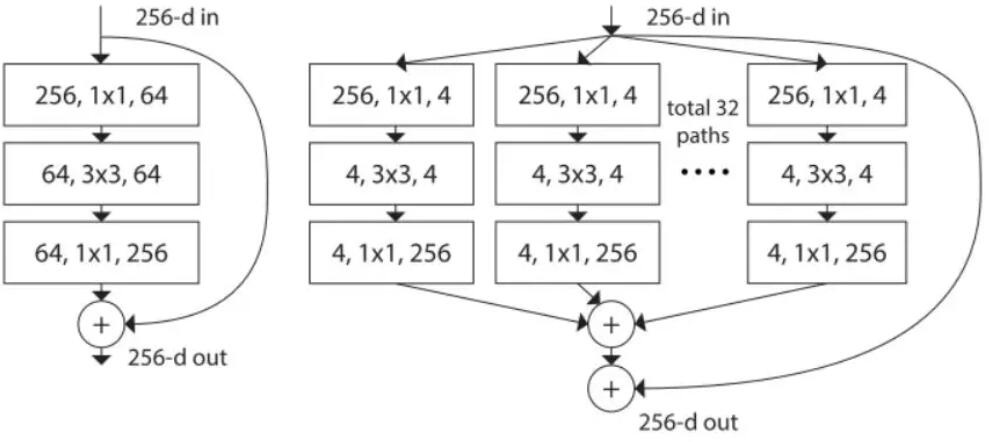 256-d in
256, 1x1, 64
64, 3x3, 64
64, 1x1, 256
+
256-d out
256-d in
256, 1x1, 4
256, 1x1, 4
total 32
paths
256, 1x1, 4
4, 3x3, 4
4, 3x3, 4
....
4, 3x3, 4
4, 1x1, 256
4, 1x1, 256
4, 1x1, 256
+
+
256-d out